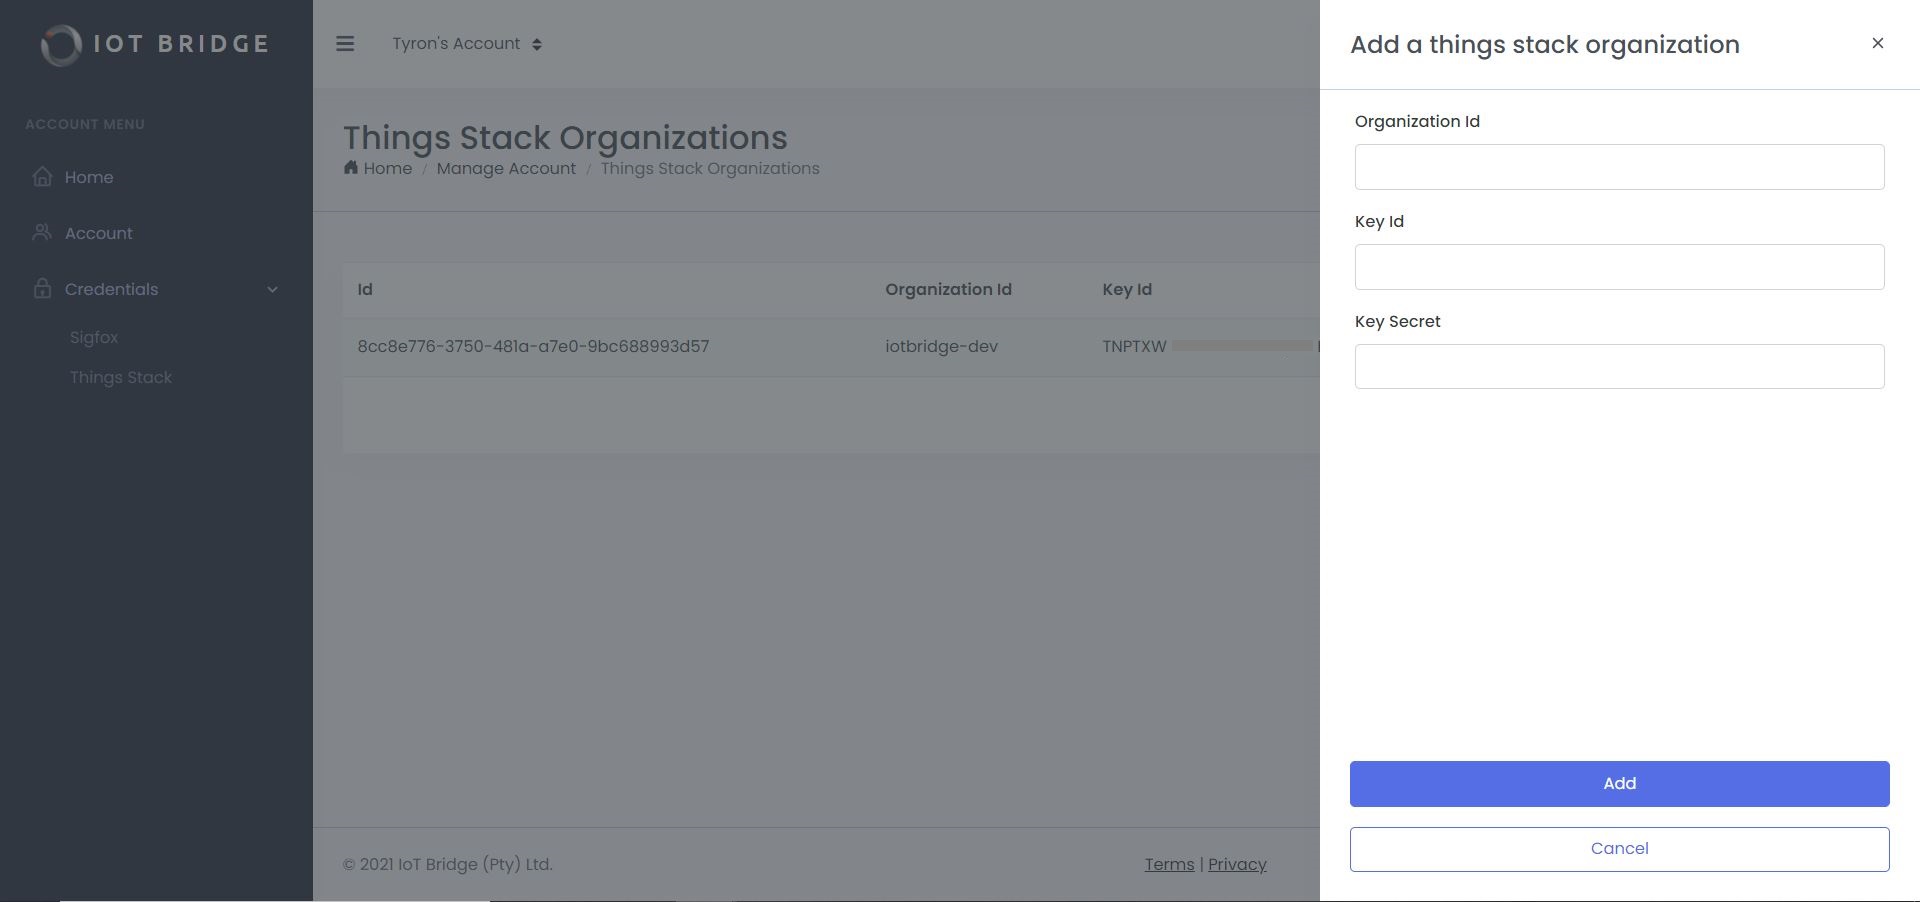 IOT BRIDGE
ACCOUNT MENU
Home
Account
Credentials
Sigfox
Things Stack
Tyron's Account
Things Stack Organizations
Home / Manage Account / Things Stack Organizations
Id Organization Id Key Id
8cc8e776-3750-481a-a7e0-9bc688993d57 iotbridge-dev TNPTXW
© 2021 IoT Bridge (Pty) Ltd. Terms | Privacy
Add a things stack organization ×
Organization Id
Key Id
Key Secret
Add
Cancel